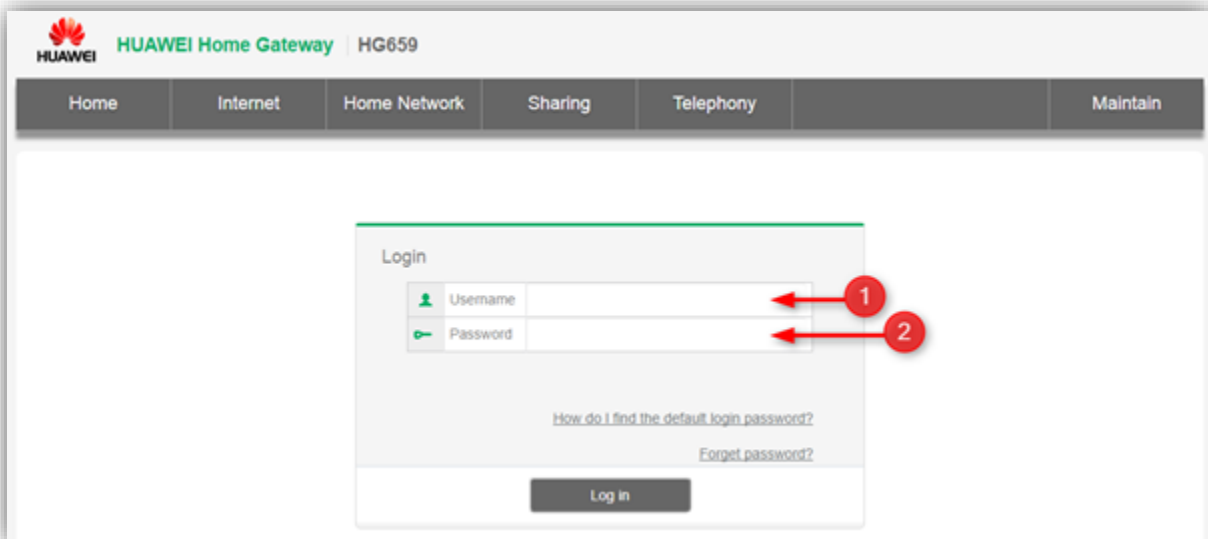 HUAWEI
HUAWEI Home Gateway HG659
Home Internet Home Network Sharing Telephony Maintain
Login
Username 1
Password 2
How do I find the default login password?
Forget password?
Log in